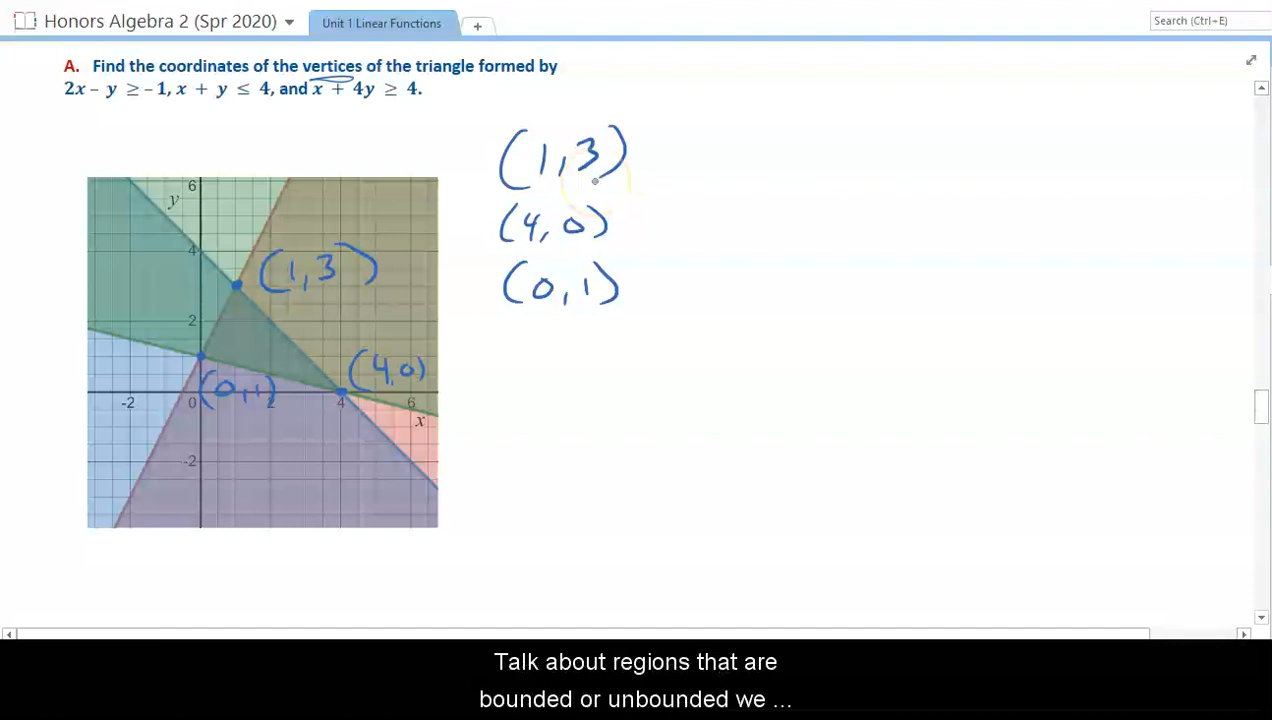 Honors Algebra 2 (Spr 2020)
Unit 1 Linear Functions
+
Search (Ctrl+E)
A. Find the coordinates of the vertices of the triangle formed by
2x – y ≥ – 1, x + y ≤ 4, and x + 4y ≥ 4.
(1,3)
(4,0)
(0,1)
6
y
4
(1,3)
2
(4,0)
(0,1)
-2
0
2
4
6
x
-2
Talk about regions that are
bounded or unbounded we ...